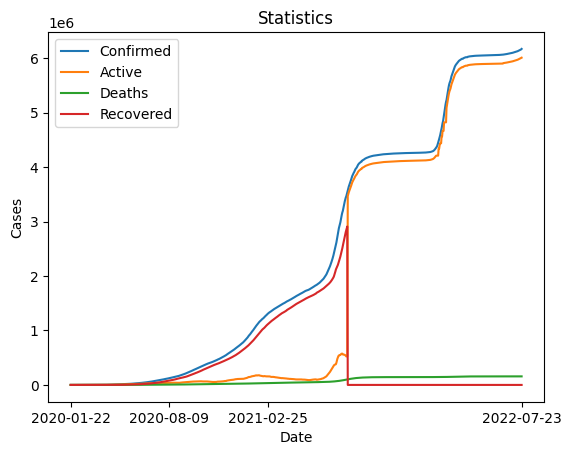 Statistics
1e6
Confirmed
Active
Deaths
Recovered
Cases
6
5
4
3
2
1
0
2020-01-22 2020-08-09 2021-02-25 2022-07-23
Date